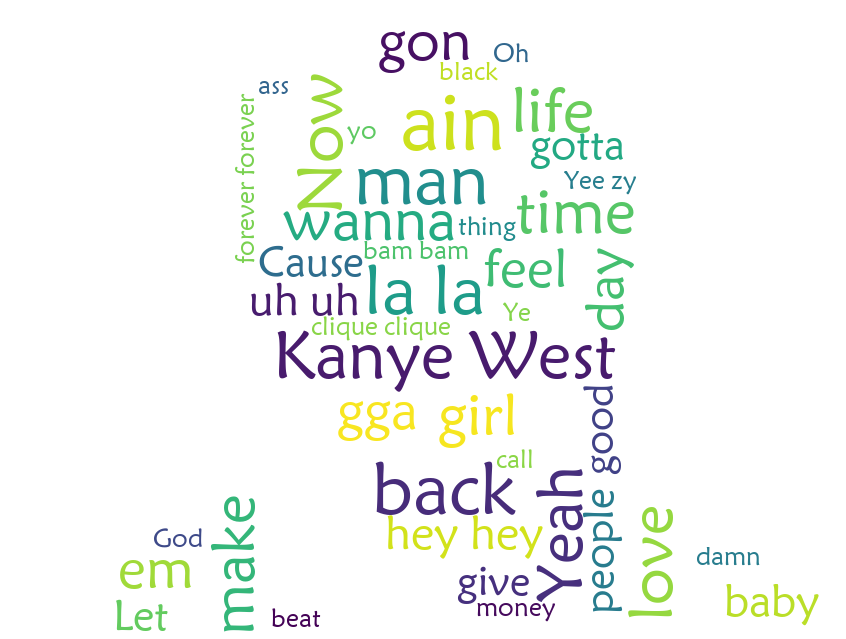 gon
Oh
black
ass
Now
yo
ain
life
gotta
forever forever
man
Yee zy
wanna
thing
time
Cause
bam bam
feel
day
uh uh
la la
Ye
clique clique
Kanye West
gga
girl
good
call
back
Yeah
people
God
make
hey hey
love
em
give
damn
Let
beat
money
baby